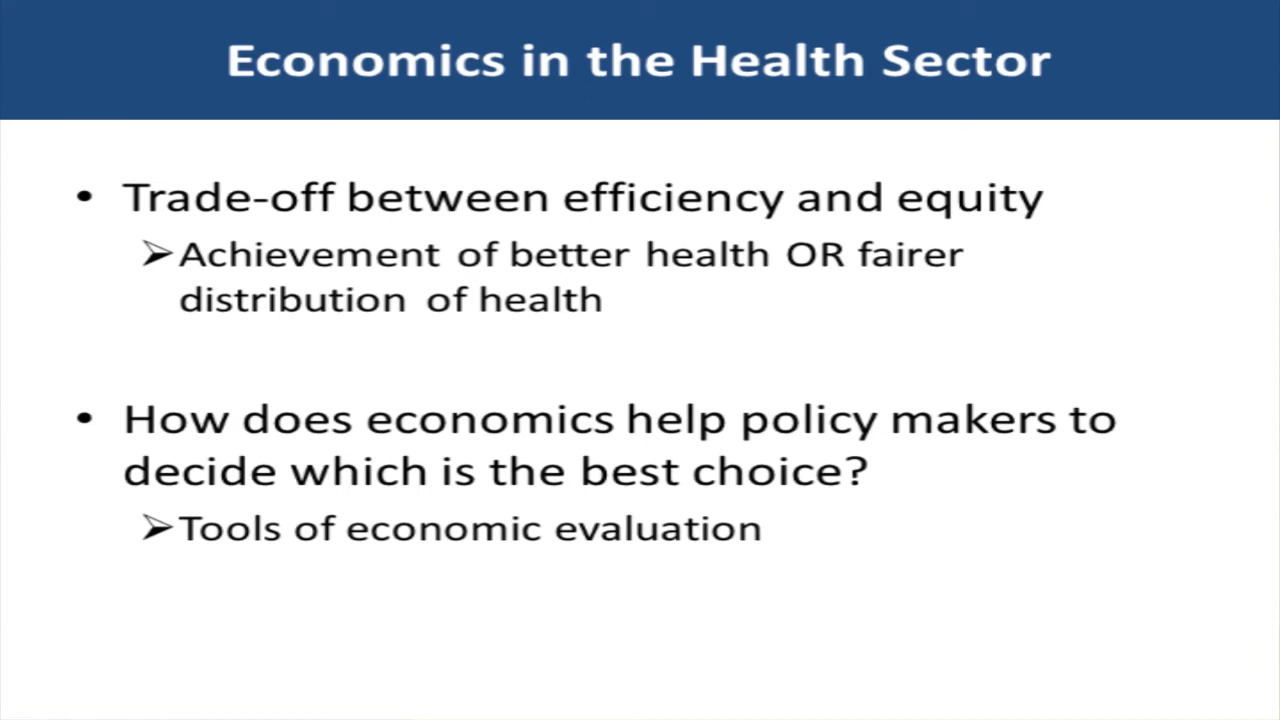 Economics in the Health Sector
• Trade-off between efficiency and equity
➢ Achievement of better health OR fairer
distribution of health
• How does economics help policy makers to
decide which is the best choice?
➢ Tools of economic evaluation